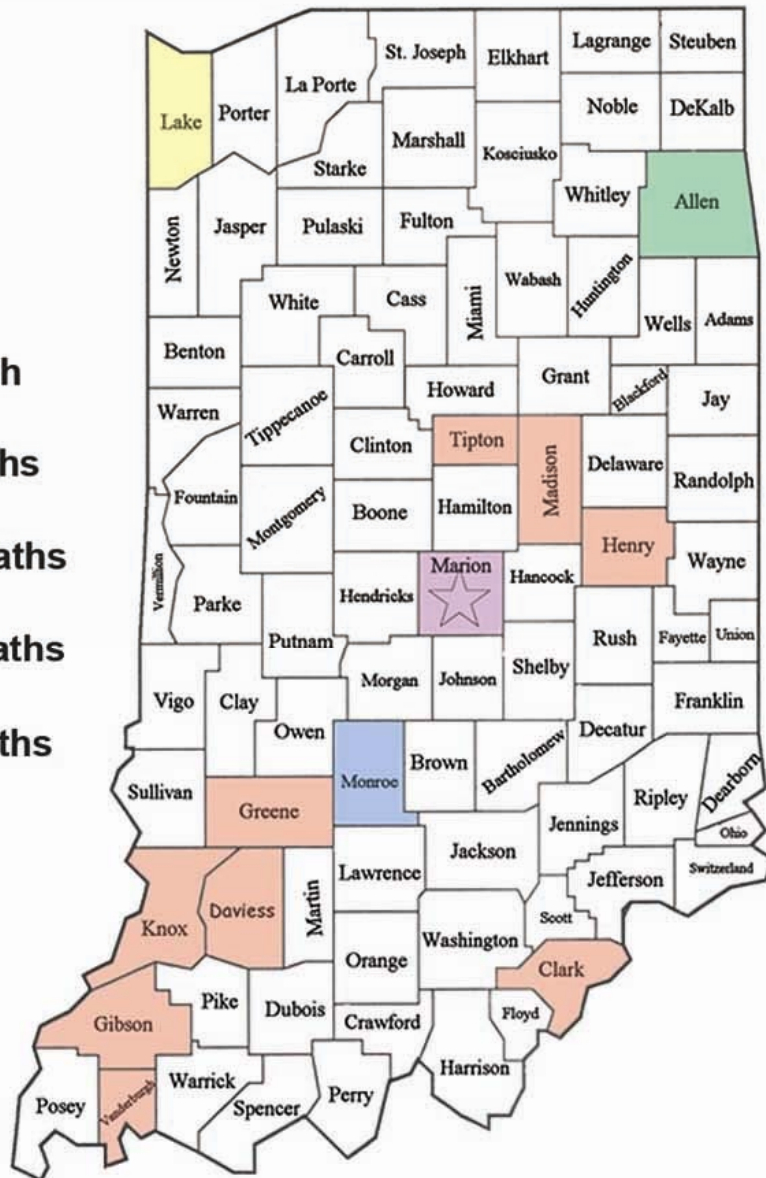 h
hs
aths
aths
ths
St. Joseph
Elkhart
Lagrange
Steuben
La Porte
Lake
Porter
Noble
DeKalb
Marshall
Kosciusko
Starke
Whitley
Allen
Newton
Jasper
Pulaski
Fulton
Wabash
Huntington
White
Cass
Miami
Wells
Adams
Benton
Carroll
Howard
Grant
Blackford
Jay
Warren
Tippecanoe
Clinton
Tipton
Madison
Delaware
Randolph
Fountain
Montgomery
Boone
Hamilton
Henry
Wayne
Vermillion
Parke
Hendricks
Marion
Hancock
Putnam
Rush
Fayette
Union
Vigo
Clay
Morgan
Johnson
Shelby
Franklin
Owen
Decatur
Sullivan
Greene
Monroe
Brown
Bartholomew
Jennings
Ripley
Dearborn
Ohio
Switzerland
Knox
Daviess
Martin
Lawrence
Jackson
Jefferson
Scott
Washington
Orange
Clark
Gibson
Pike
Dubois
Crawford
Floyd
Harrison
Posey
Vanderburgh
Warrick
Spencer
Perry